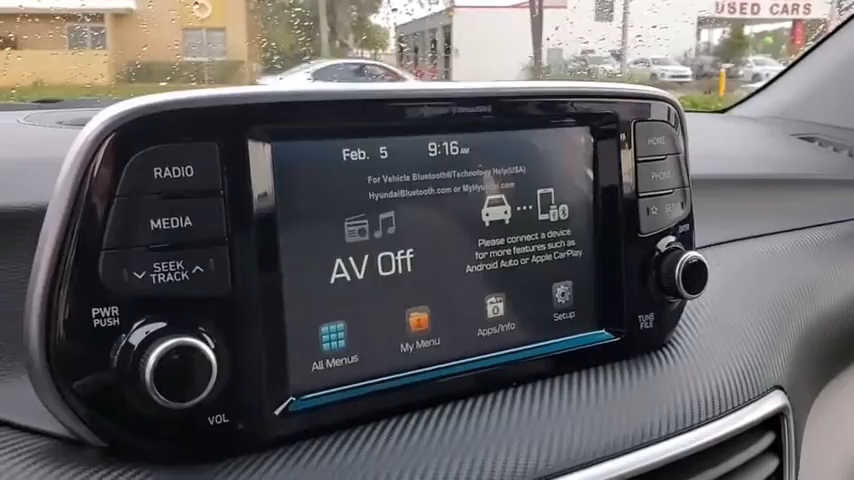 USED CARS
RADIO
MEDIA
SEEK
TRACK
PWR
PUSH
VOL
Feb. 5 9:16 AM
For Vehicle Bluetooth&Technology Help(USA)
HyundaiBluetooth.com or MyHyundai.com
AV Off
Please connect a device
for more features such as
Android Auto or Apple CarPlay.
All Menus
My Menu
Apps/Info
Setup
HOME
PHONE
TUNE
FILE